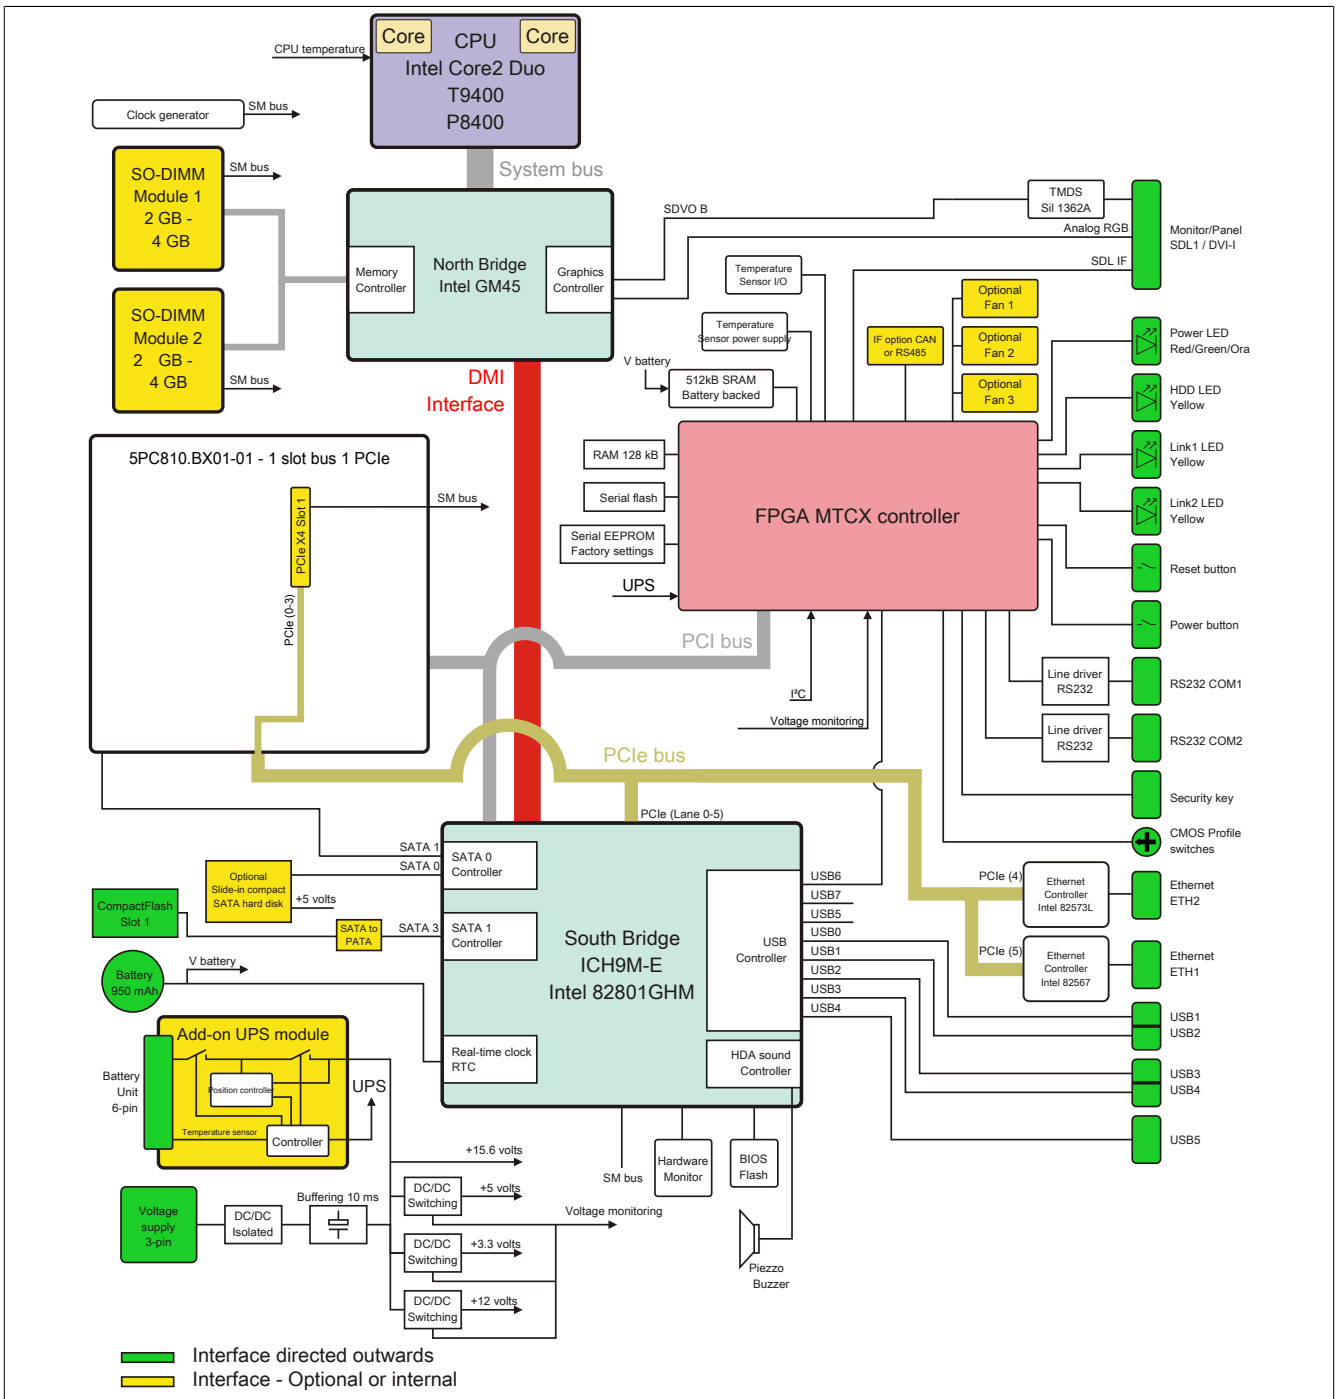 Core
CPU
Core
Intel Core2 Duo
T9400
P8400
CPU temperature
Clock generator
SM bus
System bus
SO-DIMM
Module 1
2 GB -
4 GB
SM bus
SO-DIMM
Module 2
2 GB -
4 GB
SM bus
Memory
Controller
North Bridge
Intel GM45
Graphics
Controller
DMI
Interface
SDVO B
TMDS
Sil 1362A
Analog RGB
SDL IF
Monitor/Panel
SDL1 / DVI-I
Temperature
Sensor I/O
Temperature
Sensor power supply
V battery
512kB SRAM
Battery backed
IF option CAN
or RS485
Optional
Fan 1
Optional
Fan 2
Optional
Fan 3
Power LED
Red/Green/Ora
HDD LED
Yellow
Link1 LED
Yellow
Link2 LED
Yellow
Reset button
Power button
RAM 128 kB
Serial flash
Serial EEPROM
Factory settings
UPS
FPGA MTCX controller
5PC810.BX01-01 - 1 slot bus 1 PCIe
PCIe X4 Slot 1
SM bus
PCIe (0-3)
PCI bus
I²C
Voltage monitoring
Line driver
RS232
RS232 COM1
Line driver
RS232
RS232 COM2
Security key
CMOS Profile
switches
PCIe bus
PCIe (Lane 0-5)
SATA 1
SATA 0
SATA 0
Controller
Optional
Slide-in compact
SATA hard disk
+5 volts
CompactFlash
Slot 1
SATA to
PATA
SATA 3
SATA 1
Controller
Battery
950 mAh
V battery
South Bridge
ICH9M-E
Intel 82801GHM
USB
Controller
USB6
USB7
USB5
USB0
USB1
USB2
USB3
USB4
PCIe (4)
Ethernet
Controller
Intel 82573L
Ethernet
ETH2
PCIe (5)
Ethernet
Controller
Intel 82567
Ethernet
ETH1
USB1
USB2
USB3
USB4
USB5
Real-time clock
RTC
HDA sound
Controller
Add-on UPS module
Battery
Unit
6-pin
Position controller
Temperature sensor
Controller
UPS
SM bus
Hardware
Monitor
BIOS
Flash
Piezzo
Buzzer
Voltage
supply
3-pin
DC/DC
Isolated
Buffering 10 ms
+15.6 volts
DC/DC
Switching
+5 volts
Voltage monitoring
DC/DC
Switching
+3.3 volts
DC/DC
Switching
+12 volts
Interface directed outwards
Interface - Optional or internal